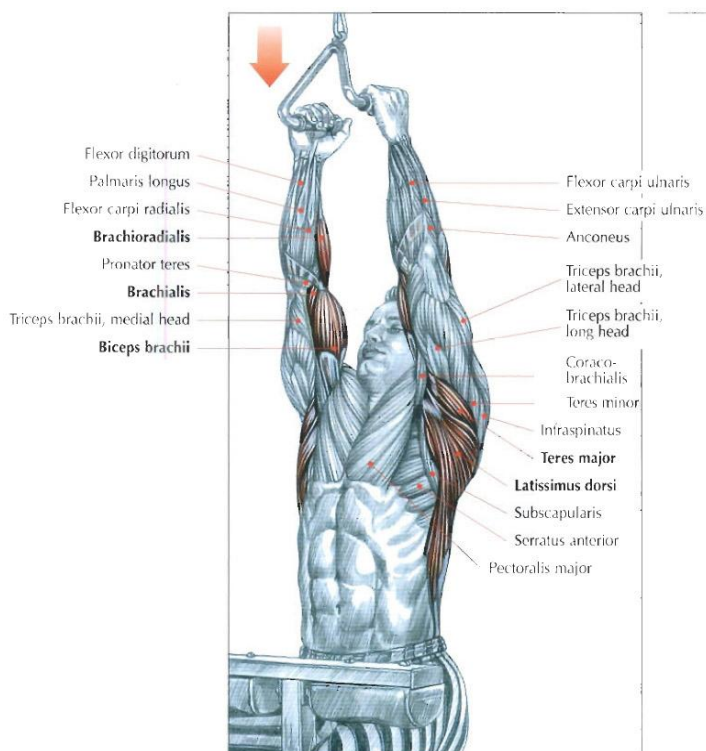 Flexor digitorum
Palmaris longus
Flexor carpi radialis
Brachioradialis
Pronator teres
Brachialis
Triceps brachii, medial head
Biceps brachii
Flexor carpi ulnaris
Extensor carpi ulnaris
Anconeus
Triceps brachii,
lateral head
Triceps brachii,
long head
Coraco-
brachialis
Teres minor
Infraspinatus
Teres major
Latissimus dorsi
Subscapularis
Serratus anterior
Pectoralis major